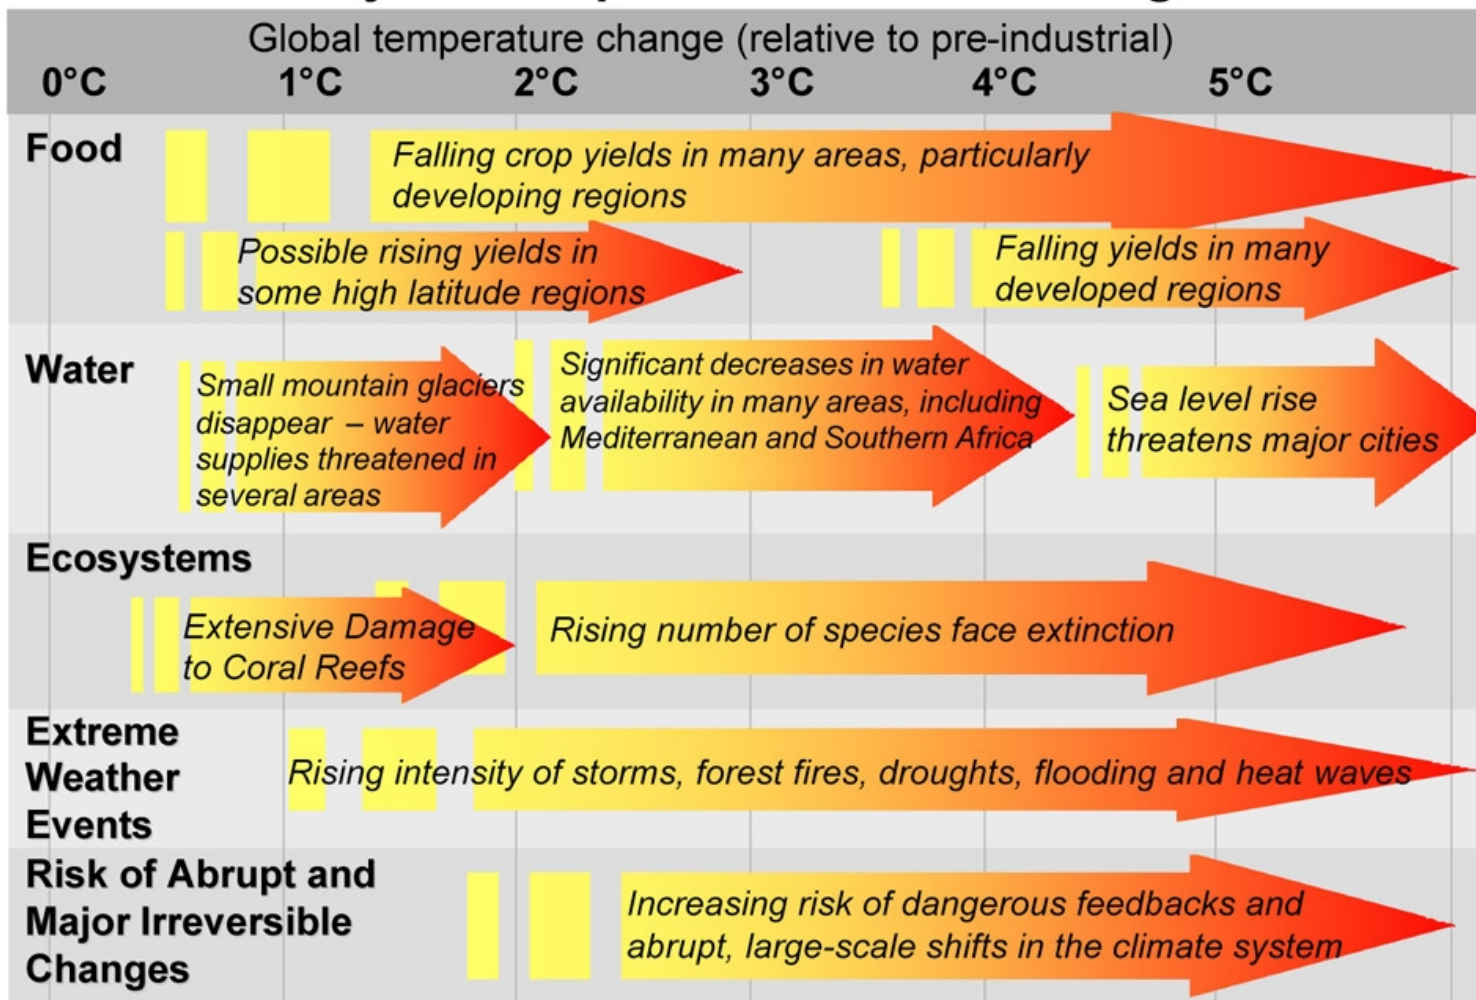 Global temperature change (relative to pre-industrial)
0°C 1°C 2°C 3°C 4°C 5°C
Food
Falling crop yields in many areas, particularly
developing regions
Possible rising yields in
some high latitude regions
Falling yields in many
developed regions
Water
Small mountain glaciers
disappear – water
supplies threatened in
several areas
Significant decreases in water
availability in many areas, including
Mediterranean and Southern Africa
Sea level rise
threatens major cities
Ecosystems
Extensive Damage
to Coral Reefs
Rising number of species face extinction
Extreme
Weather
Events
Rising intensity of storms, forest fires, droughts, flooding and heat waves
Risk of Abrupt and
Major Irreversible
Changes
Increasing risk of dangerous feedbacks and
abrupt, large-scale shifts in the climate system